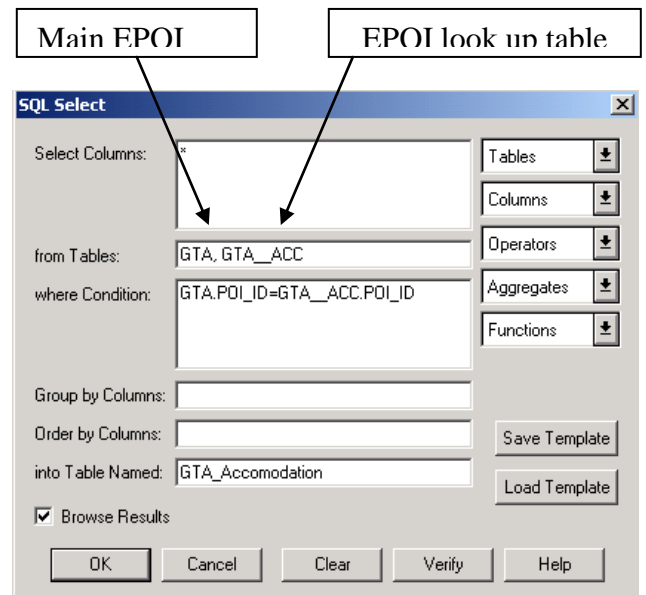 Main EPOI
EPOI look up table
SQL Select
Select Columns:
*
Tables
Columns
from Tables:
GTA, GTA__ACC
Operators
where Condition:
GTA.POI_ID=GTA__ACC.POI_ID
Aggregates
Functions
Group by Columns:
Order by Columns:
Save Template
into Table Named:
GTA_Accomodation
Load Template
Browse Results
OK
Cancel
Clear
Verify
Help